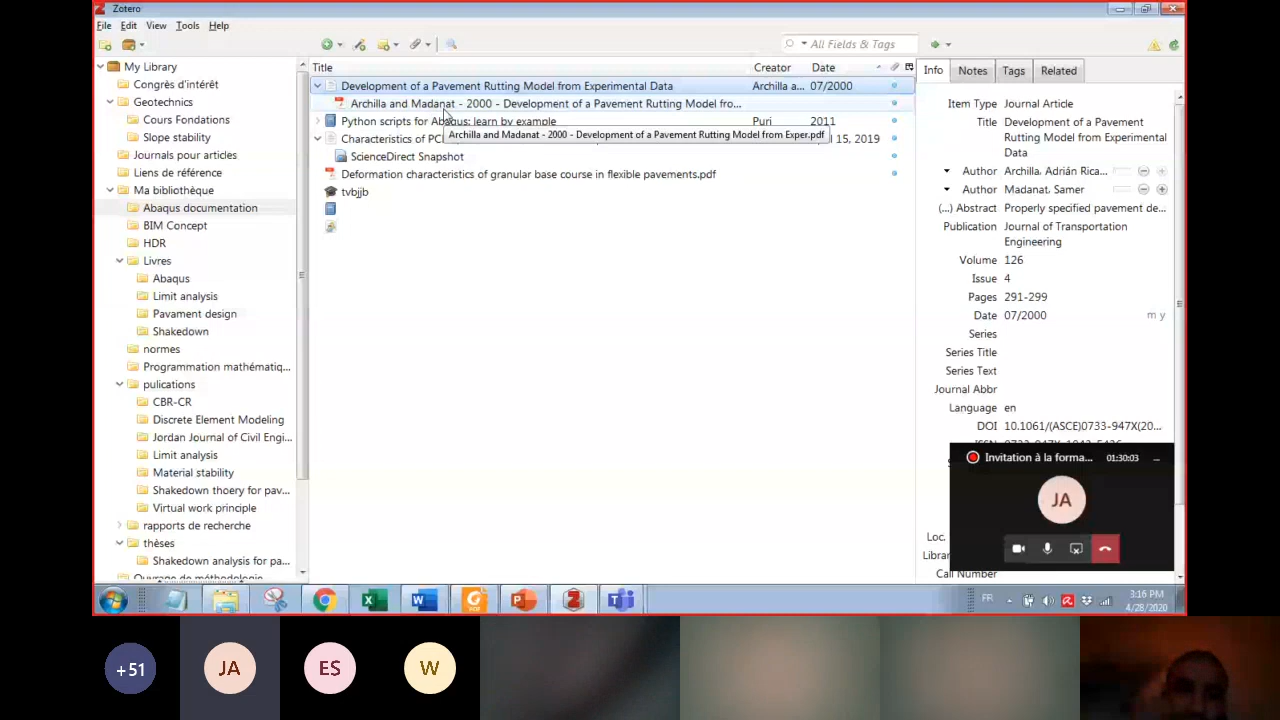 Zotero
File Edit View Tools Help
All Fields & Tags
My Library
Congrès d'intérêt
Geotechnics
Cours Fondations
Slope stability
Journals pour articles
Liens de référence
Ma bibliothèque
Abaqus documentation
BIM Concept
HDR
Livres
Abaqus
Limit analysis
Pavament design
Shakedown
normes
Programmation mathématiq...
pulications
CBR-CR
Discrete Element Modeling
Jordan Journal of Civil Engi...
Limit analysis
Material stability
Shakedown thoery for pav...
Virtual work principle
rapports de recherche
thèses
Shakedown analysis for pa...
Ouvrage de méthodologie
Title Creator Date
Development of a Pavement Rutting Model from Experimental Data Archilla a... 07/2000
Archilla and Madanat - 2000 - Development of a Pavement Rutting Model fro...
Python scripts for Abaqus: learn by example Puri 2011
Archilla and Madanat - 2000 - Development of a Pavement Rutting Model from Exper.pdf
Characteristics of PCI 15, 2019
ScienceDirect Snapshot
Deformation characteristics of granular base course in flexible pavements.pdf
tvbjjb
Info Notes Tags Related
Item Type Journal Article
Title Development of a
Pavement Rutting
Model from Experimental
Data
Author Archilla, Adrián Rica...
Author Madanat, Samer
(...) Abstract Properly specified pavement de...
Publication Journal of Transportation
Engineering
Volume 126
Issue 4
Pages 291-299
Date 07/2000 m y
Series
Series Title
Series Text
Journal Abbr
Language en
DOI 10.1061/(ASCE)0733-947X(20...
Invitation à la forma... 01:30:03
JA
Loc.
Librar
Call Number
FR
3:16 PM
4/28/2020
+51
JA
ES
W